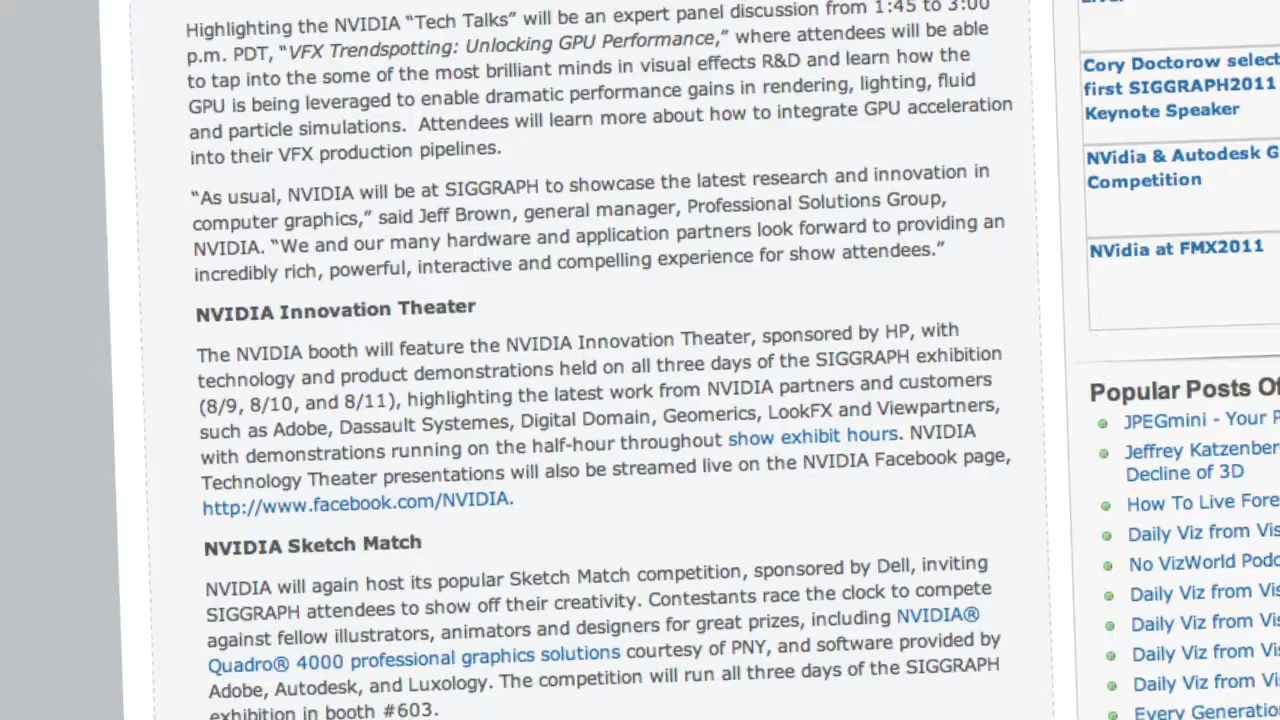 Highlighting the NVIDIA “Tech Talks” will be an expert panel discussion from 1:45 to 3:00
p.m. PDT, “VFX Trendspotting: Unlocking GPU Performance,” where attendees will be able
to tap into the some of the most brilliant minds in visual effects R&D and learn how the
GPU is being leveraged to enable dramatic performance gains in rendering, lighting, fluid
and particle simulations.  Attendees will learn more about how to integrate GPU acceleration
into their VFX production pipelines.
“As usual, NVIDIA will be at SIGGRAPH to showcase the latest research and innovation in
computer graphics,” said Jeff Brown, general manager, Professional Solutions Group,
NVIDIA. “We and our many hardware and application partners look forward to providing an
incredibly rich, powerful, interactive and compelling experience for show attendees.”
NVIDIA Innovation Theater
The NVIDIA booth will feature the NVIDIA Innovation Theater, sponsored by HP, with
technology and product demonstrations held on all three days of the SIGGRAPH exhibition
(8/9, 8/10, and 8/11), highlighting the latest work from NVIDIA partners and customers
such as Adobe, Dassault Systemes, Digital Domain, Geomerics, LookFX and Viewpartners,
with demonstrations running on the half-hour throughout show exhibit hours. NVIDIA
Technology Theater presentations will also be streamed live on the NVIDIA Facebook page,
http://www.facebook.com/NVIDIA.
NVIDIA Sketch Match
NVIDIA will again host its popular Sketch Match competition, sponsored by Dell, inviting
SIGGRAPH attendees to show off their creativity. Contestants race the clock to compete
against fellow illustrators, animators and designers for great prizes, including NVIDIA®
Quadro® 4000 professional graphics solutions courtesy of PNY, and software provided by
Adobe, Autodesk, and Luxology. The competition will run all three days of the SIGGRAPH
exhibition in booth #603.
Cory Doctorow select
first SIGGRAPH2011
Keynote Speaker
NVidia & Autodesk G
Competition
NVidia at FMX2011
Popular Posts Of
JPEGmini - Your
Jeffrey Katzenber
Decline of 3D
How To Live Fore
Daily Viz from Vis
No VizWorld Podc
Daily Viz from Vis
Daily Viz from Vis
Daily Viz from Vis
Daily Viz from Vis
Every Generatio